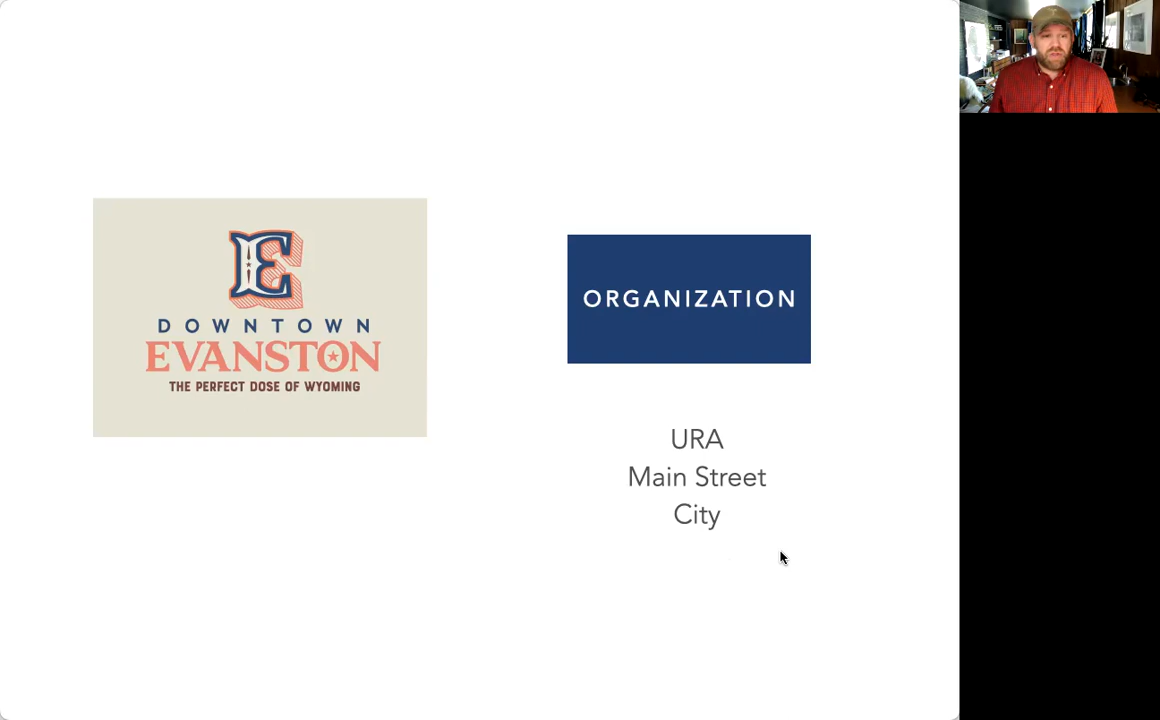 E
DOWNTOWN
EVANSTON
THE PERFECT DOSE OF WYOMING
ORGANIZATION
URA
Main Street
City